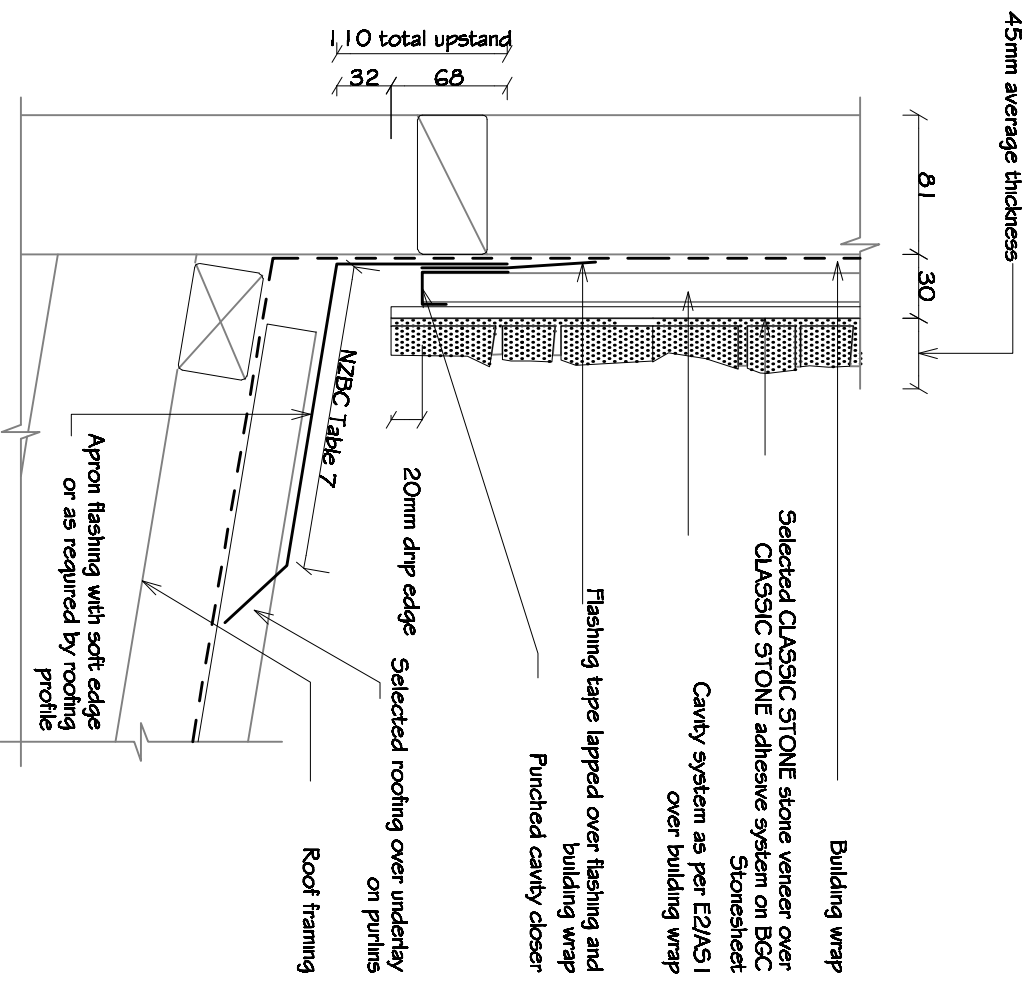 45mm average thickness
81
30
110 total upstand
32
68
Building wrap
Selected CLASSIC STONE stone veneer over
CLASSIC STONE adhesive system on BGC
Stonesheet
Cavity system as per E2/AS1
over building wrap
Flashing tape lapped over flashing and
building wrap
Punched cavity closer
20mm drip edge
Selected roofing over underlay
on purlins
NZBC Table 7
Roof framing
Apron flashing with soft edge
or as required by roofing
profile